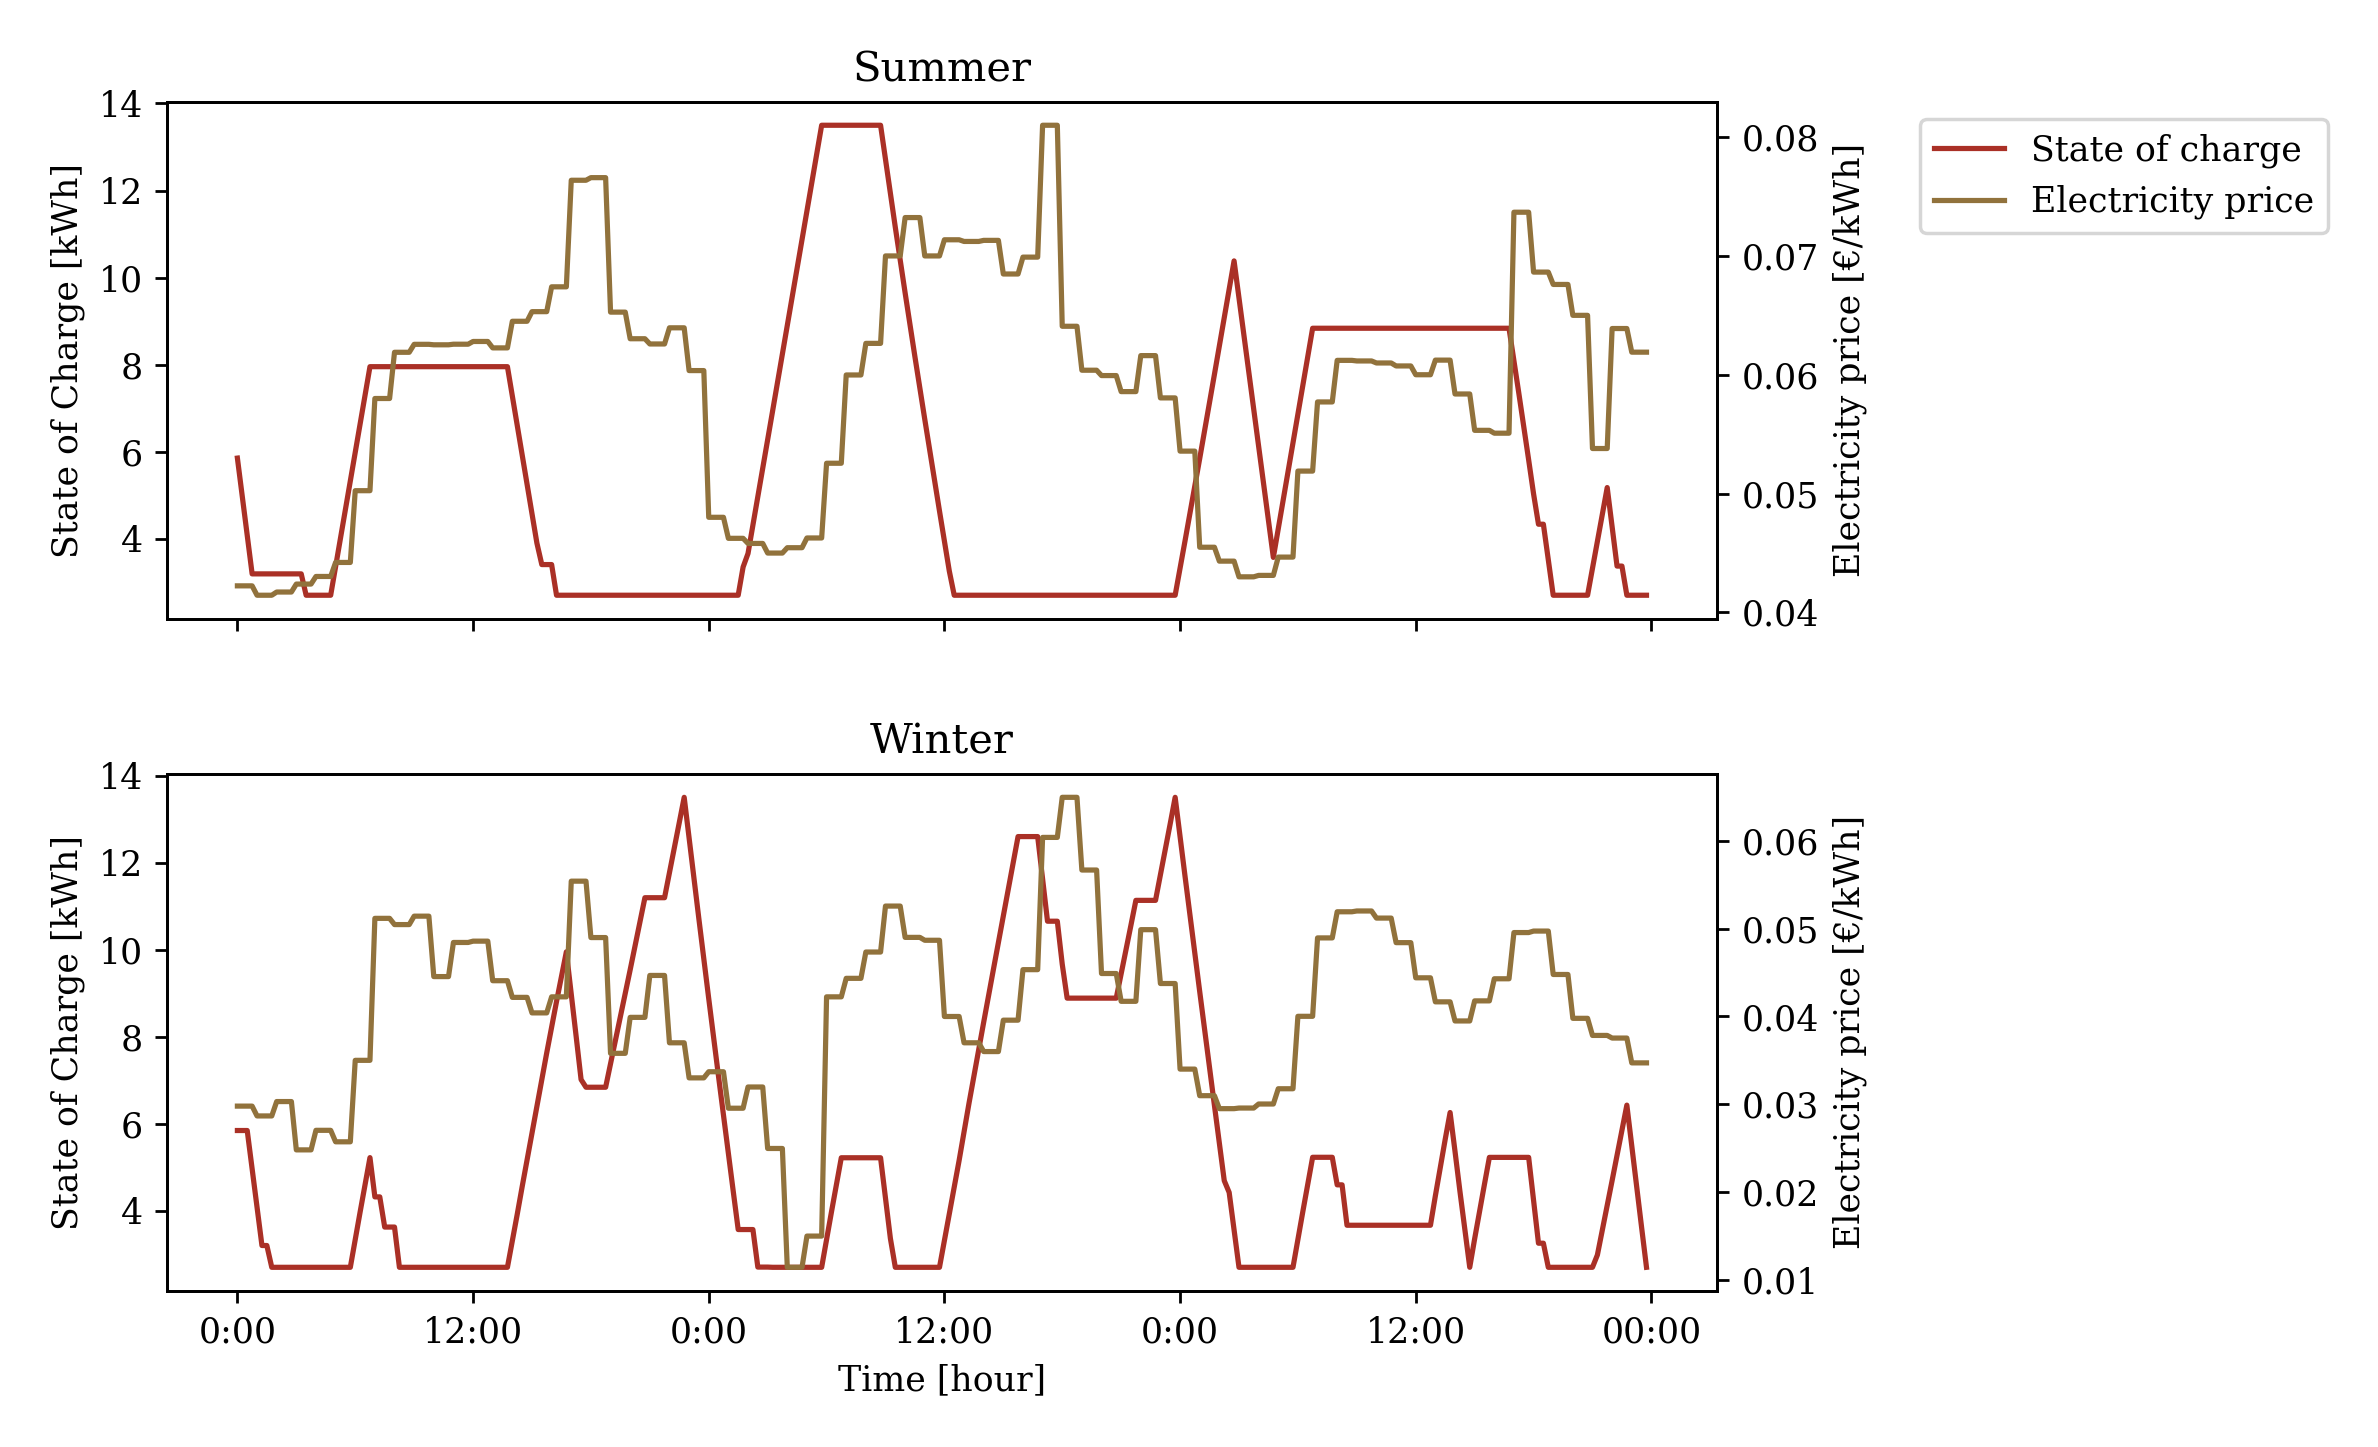 Summer
14
12
10
8
6
4
State of Charge [kWh]
0.08
0.07
0.06
0.05
0.04
Electricity price [€/kWh]
State of charge
Electricity price
Winter
14
12
10
8
6
4
State of Charge [kWh]
0.06
0.05
0.04
0.03
0.02
0.01
Electricity price [€/kWh]
0:00 12:00 0:00 12:00 0:00 12:00 00:00
Time [hour]